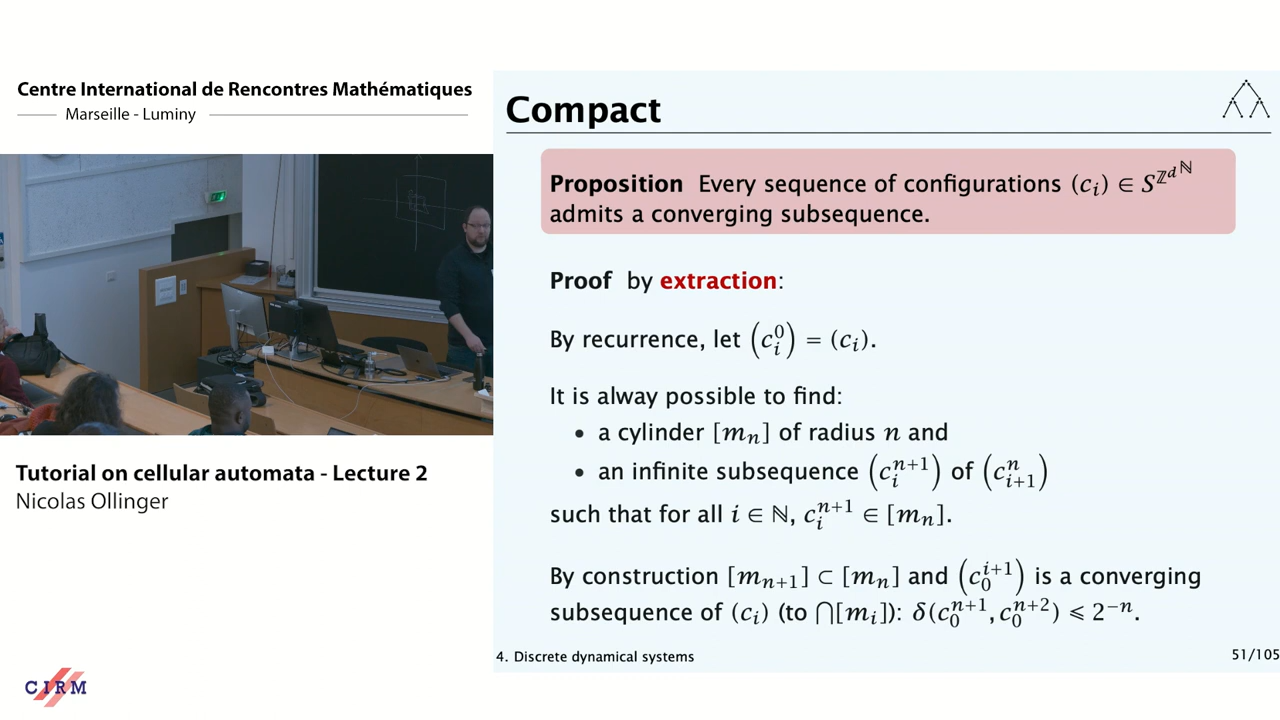 Centre International de Rencontres Mathématiques
Marseille - Luminy
Compact
Proposition Every sequence of configurations (cᵢ) ∈ S^{ℤ^d}^ℕ
admits a converging subsequence.
Proof by extraction:
By recurrence, let (c_i^0) = (c_i).
It is alway possible to find:
• a cylinder [m_n] of radius n and
• an infinite subsequence (c_i^{n+1}) of (c_{i+1}^n)
such that for all i ∈ ℕ, c_i^{n+1} ∈ [m_n].
By construction [m_{n+1}] ⊂ [m_n] and (c_0^{i+1}) is a converging
subsequence of (c_i) (to ⋂[m_i]): δ(c_0^{n+1}, c_0^{n+2}) ⩽ 2^{-n}.
4. Discrete dynamical systems
51/105
Tutorial on cellular automata - Lecture 2
Nicolas Ollinger
CIRM